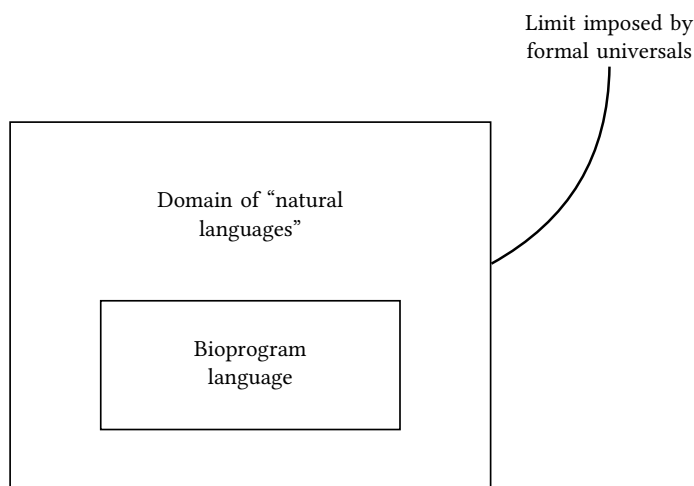 Limit imposed by
formal universals
Domain of “natural
languages”
Bioprogram
language